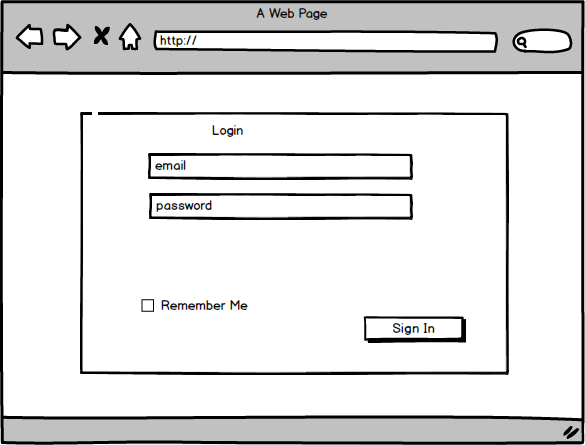 A Web Page
http://
Login
email
password
Remember Me
Sign In